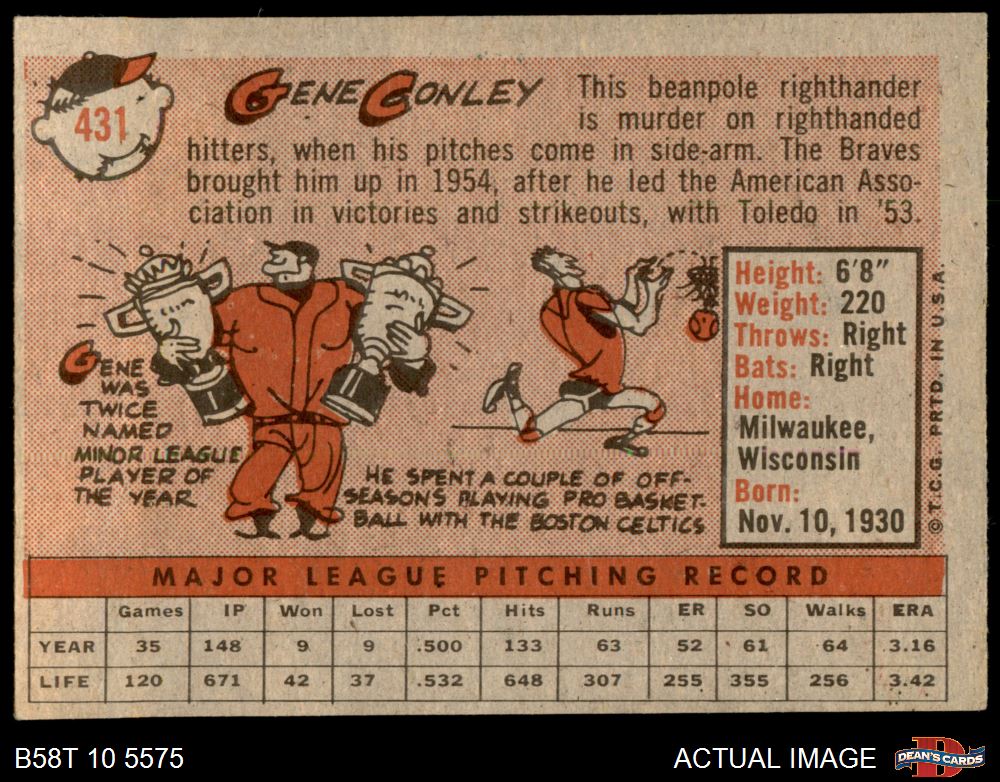 431
GENE CONLEY
This beanpole righthander
is murder on righthanded
hitters, when his pitches come in side-arm. The Braves
brought him up in 1954, after he led the American Asso-
ciation in victories and strikeouts, with Toledo in '53.
GENE
WAS
TWICE
NAMED
MINOR LEAGUE
PLAYER OF
THE YEAR
HE SPENT A COUPLE OF OFF-
SEASONS PLAYING PRO BASKET-
BALL WITH THE BOSTON CELTICS
Height: 6'8"
Weight: 220
Throws: Right
Bats: Right
Home:
Milwaukee,
Wisconsin
Born:
Nov. 10, 1930
© T.C.G. PRTD. IN U.S.A.
MAJOR LEAGUE PITCHING RECORD
Games IP Won Lost Pct Hits Runs ER SO Walks ERA
YEAR 35 148 9 9 .500 133 63 52 61 64 3.16
LIFE 120 671 42 37 .532 648 307 255 355 256 3.42
B58T 10 5575
ACTUAL IMAGE
D
DEAN'S CARDS